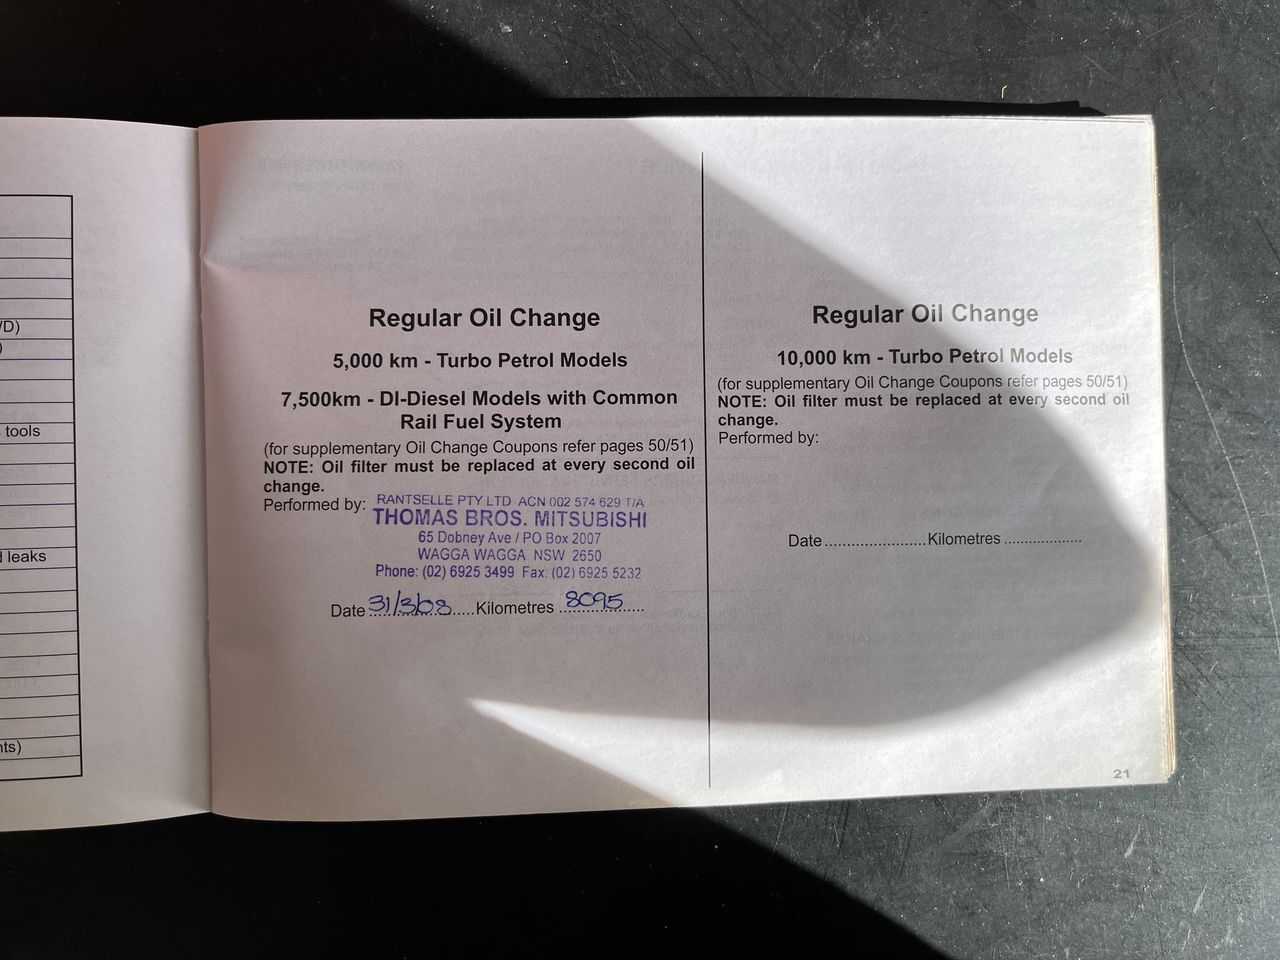 /D)
)
tools
d leaks
nts)
Regular Oil Change
5,000 km - Turbo Petrol Models
7,500km - DI-Diesel Models with Common
Rail Fuel System
(for supplementary Oil Change Coupons refer pages 50/51)
NOTE: Oil filter must be replaced at every second oil
change.
Performed by: RANTSELLE PTY LTD ACN 002 574 629 T/A
THOMAS BROS. MITSUBISHI
65 Dobney Ave / PO Box 2007
WAGGA WAGGA NSW 2650
Phone: (02) 6925 3499 Fax: (02) 6925 5232
Date 31/3/08 Kilometres 8095
Regular Oil Change
10,000 km - Turbo Petrol Models
(for supplementary Oil Change Coupons refer pages 50/51)
NOTE: Oil filter must be replaced at every second oil
change.
Performed by:
Date.......................Kilometres ..................
21